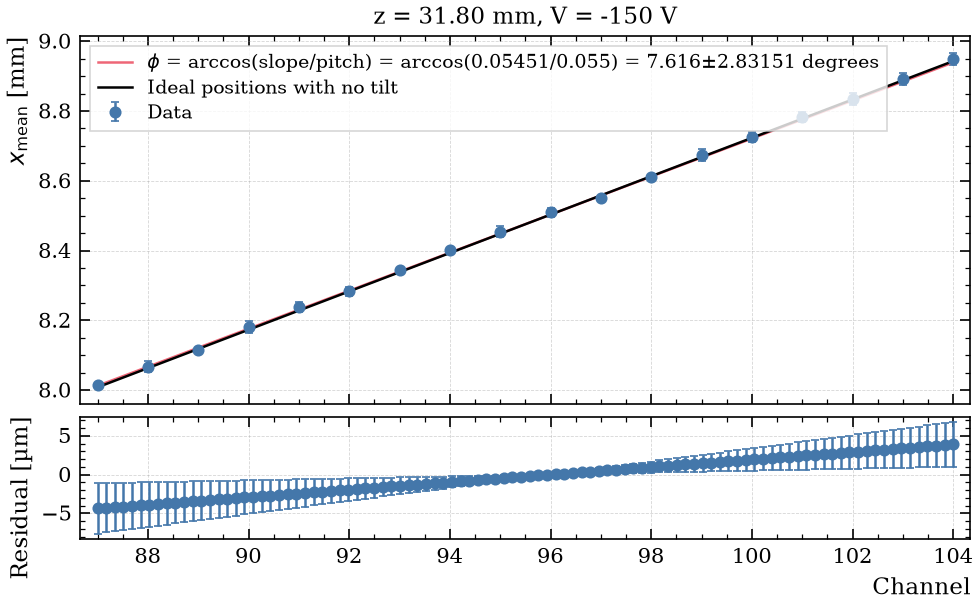 z = 31.80 mm, V = -150 V
9.0
8.8
8.6
8.4
8.2
8.0
x_mean [mm]
ϕ = arccos(slope/pitch) = arccos(0.05451/0.055) = 7.616±2.83151 degrees
Ideal positions with no tilt
Data
5
0
−5
Residual [µm]
88 90 92 94 96 98 100 102 104
Channel